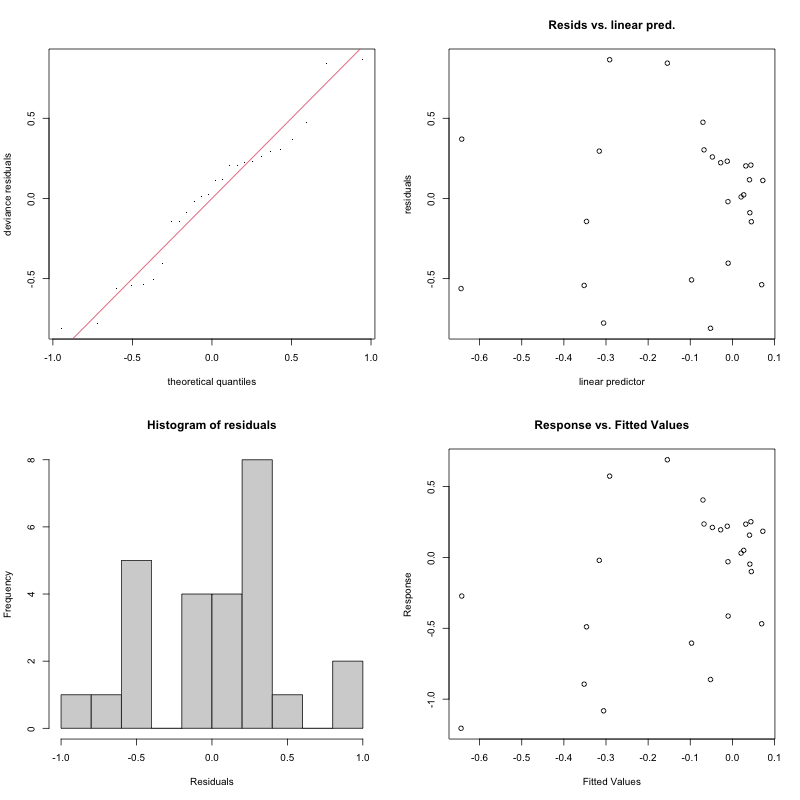 0.5
0.0
-0.5
deviance residuals
-1.0 -0.5 0.0 0.5 1.0
theoretical quantiles
Resids vs. linear pred.
0.5
0.0
-0.5
residuals
-0.6 -0.5 -0.4 -0.3 -0.2 -0.1 0.0 0.1
linear predictor
Histogram of residuals
8
6
4
2
0
Frequency
-1.0 -0.5 0.0 0.5 1.0
Residuals
Response vs. Fitted Values
0.5
0.0
-0.5
-1.0
Response
-0.6 -0.5 -0.4 -0.3 -0.2 -0.1 0.0 0.1
Fitted Values